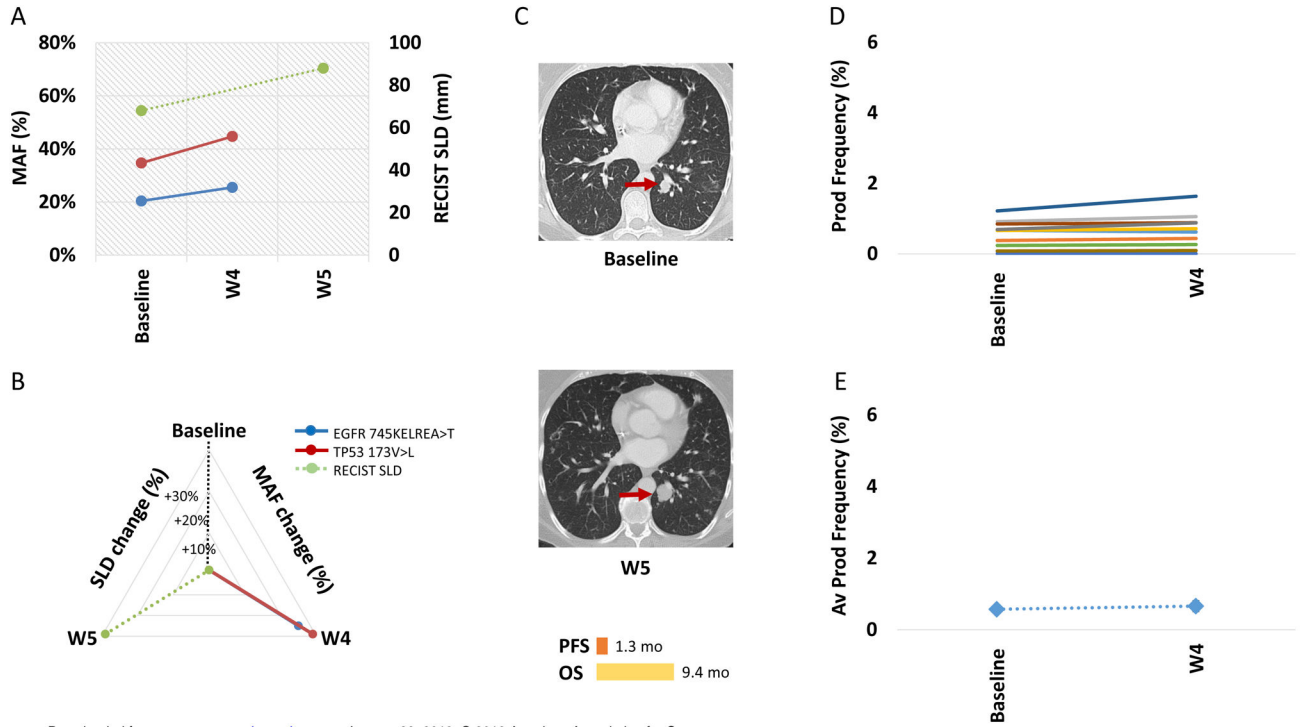 A
80%
60%
40%
20%
0%
MAF (%)
100
80
60
40
20
0
RECIST SLD (mm)
Baseline
W4
W5
B
Baseline
+30%
+20%
+10%
SLD change (%)
MAF change (%)
W5
W4
EGFR 745KELREA>T
TP53 173V>L
RECIST SLD
C
Baseline
W5
PFS 1.3 mo
OS 9.4 mo
D
6
4
2
0
Prod Frequency (%)
Baseline
W4
E
6
4
2
0
Av Prod Frequency (%)
Baseline
W4